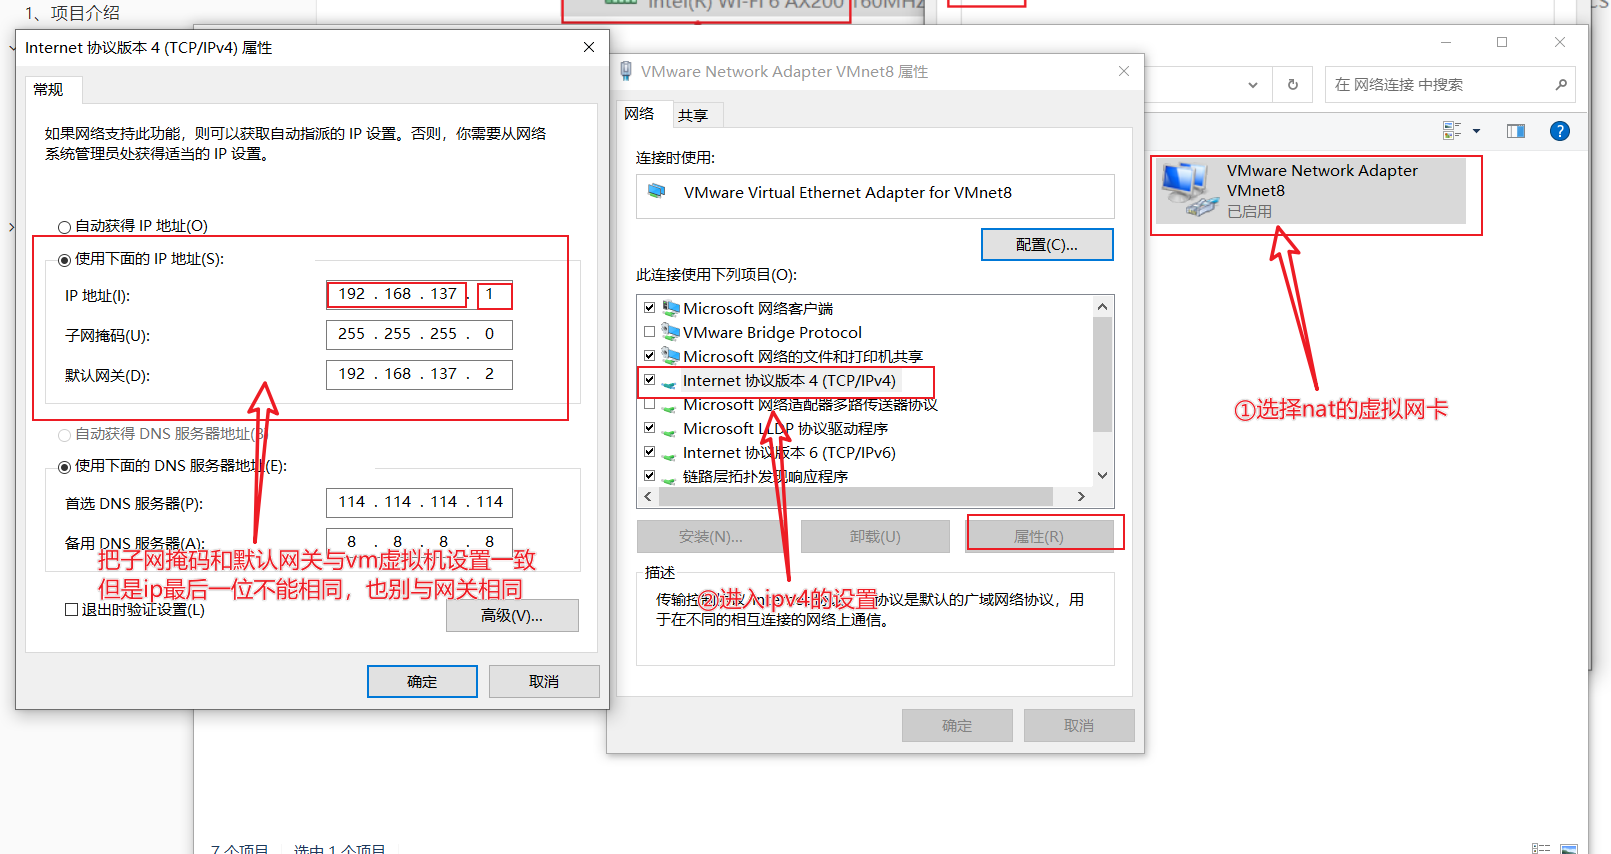 1、项目介绍
Intel(R) Wi-Fi 6 AX200 160MHz
Internet 协议版本 4 (TCP/IPv4) 属性
常规
如果网络支持此功能，则可以获取自动指派的 IP 设置。否则，你需要从网络
系统管理员处获得适当的 IP 设置。
自动获得 IP 地址(O)
使用下面的 IP 地址(S):
IP 地址(I):
192 . 168 . 137 . 1
子网掩码(U):
255 . 255 . 255 . 0
默认网关(D):
192 . 168 . 137 . 2
自动获得 DNS 服务器地址(B)
使用下面的 DNS 服务器地址(E):
首选 DNS 服务器(P):
114 . 114 . 114 . 114
备用 DNS 服务器(A):
8 . 8 . 8 . 8
把子网掩码和默认网关与vm虚拟机设置一致
但是ip最后一位不能相同，也别与网关相同
退出时验证设置(L)
高级(V)...
确定
取消
VMware Network Adapter VMnet8 属性
网络
共享
连接时使用:
VMware Virtual Ethernet Adapter for VMnet8
配置(C)...
此连接使用下列项目(O):
Microsoft 网络客户端
VMware Bridge Protocol
Microsoft 网络的文件和打印机共享
Internet 协议版本 4 (TCP/IPv4)
Microsoft 网络适配器多路传送器协议
Microsoft LLDP 协议驱动程序
Internet 协议版本 6 (TCP/IPv6)
链路层拓扑发现响应程序
安装(N)...
卸载(U)
属性(R)
描述
传输控制协议/Internet 协议是默认的广域网络协议，用
于在不同的相互连接的网络上通信。
②进入ipv4的设置
确定
取消
在 网络连接 中搜索
VMware Network Adapter
VMnet8
已启用
①选择nat的虚拟网卡
7 个项目
选中 1 个项目